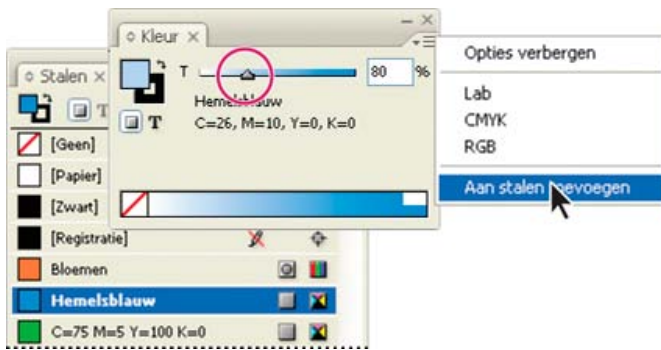 Kleur
T 80 %
Hemelsblauw
C=26, M=10, Y=0, K=0
T
Opties verbergen
Lab
CMYK
RGB
Aan stalen toevoegen
Stalen
T
[Geen]
[Papier]
[Zwart]
[Registratie]
Bloemen
Hemelsblauw
C=75 M=5 Y=100 K=0